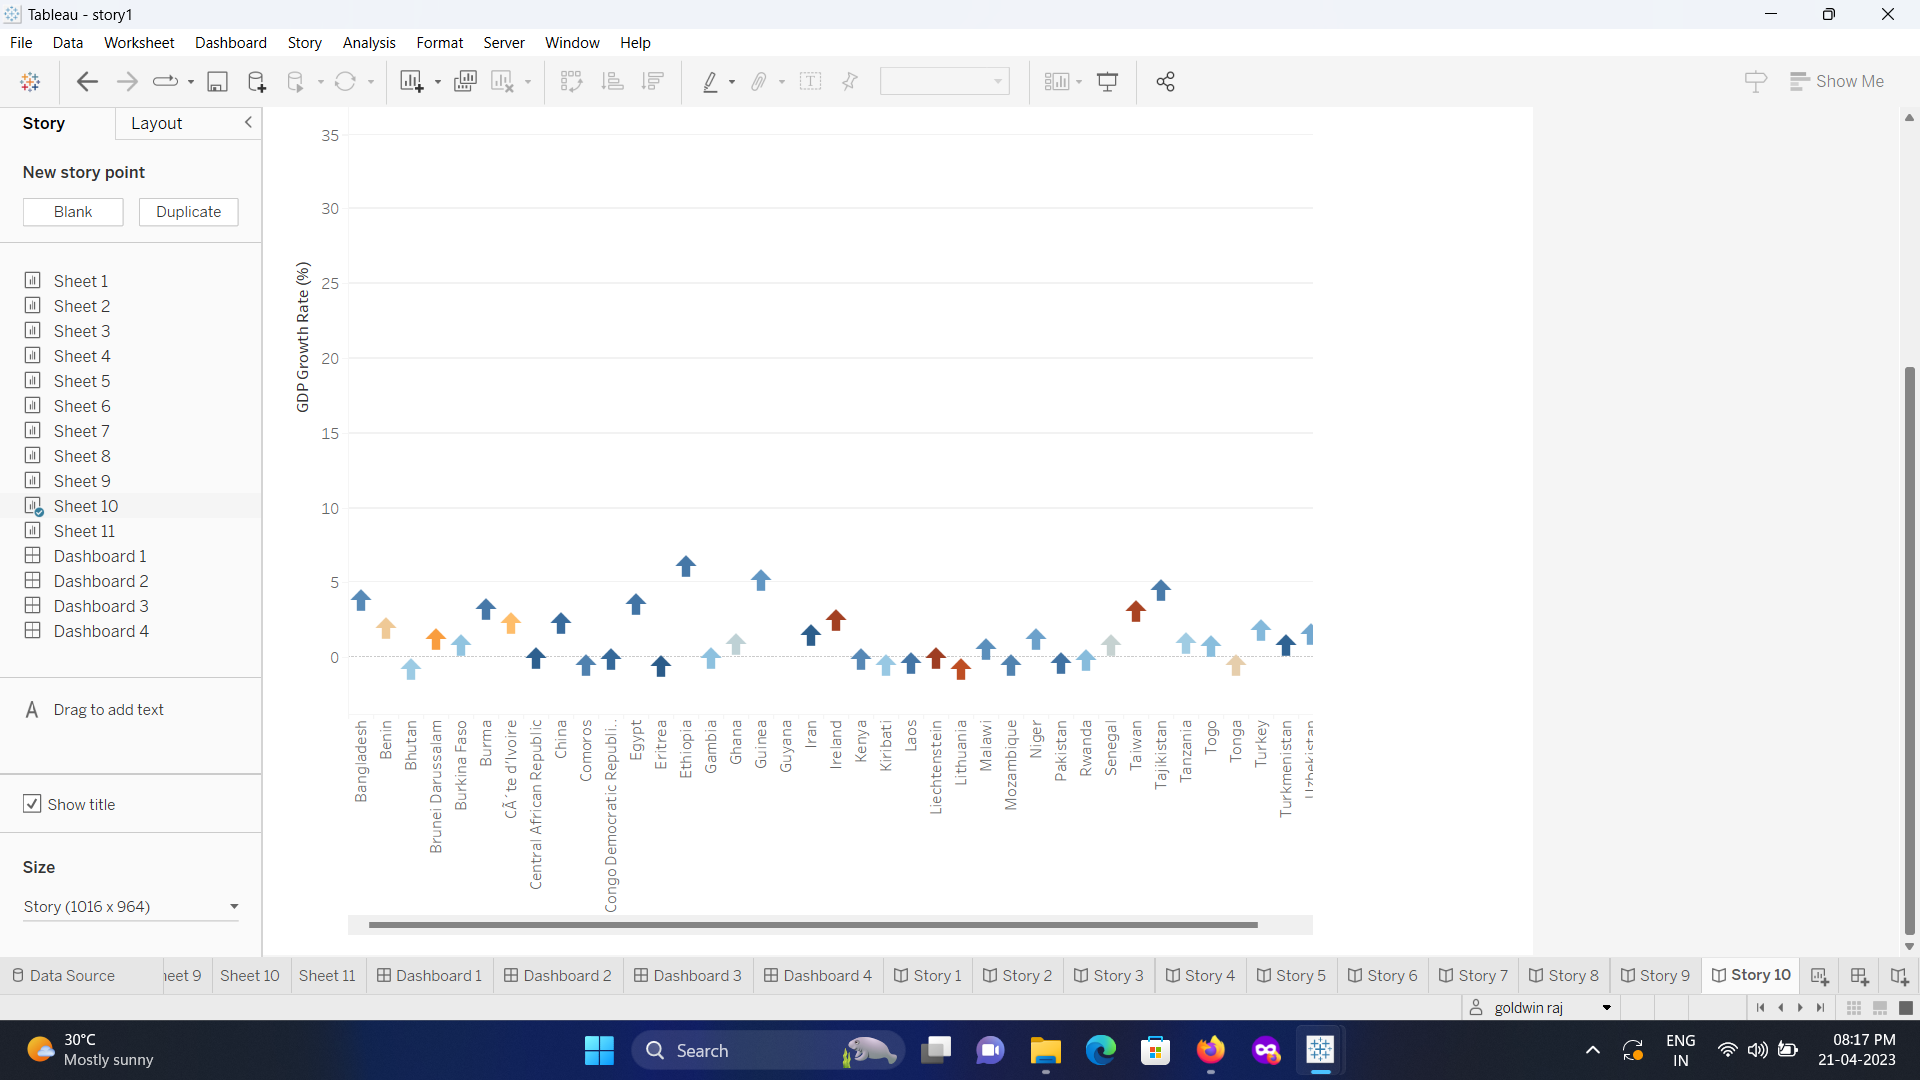 Tableau - story1
File Data Worksheet Dashboard Story Analysis Format Server Window Help
Show Me
Story Layout
New story point
Blank Duplicate
Sheet 1
Sheet 2
Sheet 3
Sheet 4
Sheet 5
Sheet 6
Sheet 7
Sheet 8
Sheet 9
Sheet 10
Sheet 11
Dashboard 1
Dashboard 2
Dashboard 3
Dashboard 4
A Drag to add text
Show title
Size
Story (1016 x 964)
GDP Growth Rate (%)
35
30
25
20
15
10
5
0
Bangladesh
Benin
Bhutan
Brunei Darussalam
Burkina Faso
Burma
CÃ´te d'Ivoire
Central African Republic
China
Comoros
Congo Democratic Republi..
Egypt
Eritrea
Ethiopia
Gambia
Ghana
Guinea
Guyana
Iran
Ireland
Kenya
Kiribati
Laos
Liechtenstein
Lithuania
Malawi
Mozambique
Niger
Pakistan
Rwanda
Senegal
Taiwan
Tajikistan
Tanzania
Togo
Tonga
Turkey
Turkmenistan
Uzbekistan
Data Source heet 9 Sheet 10 Sheet 11 Dashboard 1 Dashboard 2 Dashboard 3 Dashboard 4 Story 1 Story 2 Story 3 Story 4 Story 5 Story 6 Story 7 Story 8 Story 9 Story 10
goldwin raj
30°C
Mostly sunny
Search
ENG
IN
08:17 PM
21-04-2023